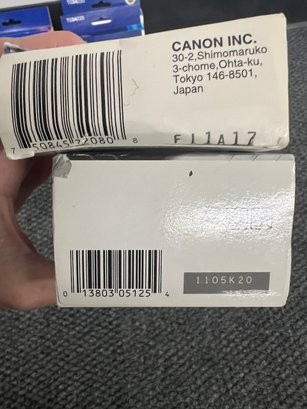 CANON INC.
30-2,Shimomaruko
3-chome,Ohta-ku,
Tokyo 146-8501,
Japan
7 50845 72080 8
F11A17
0 13803 05125 4
1105K20